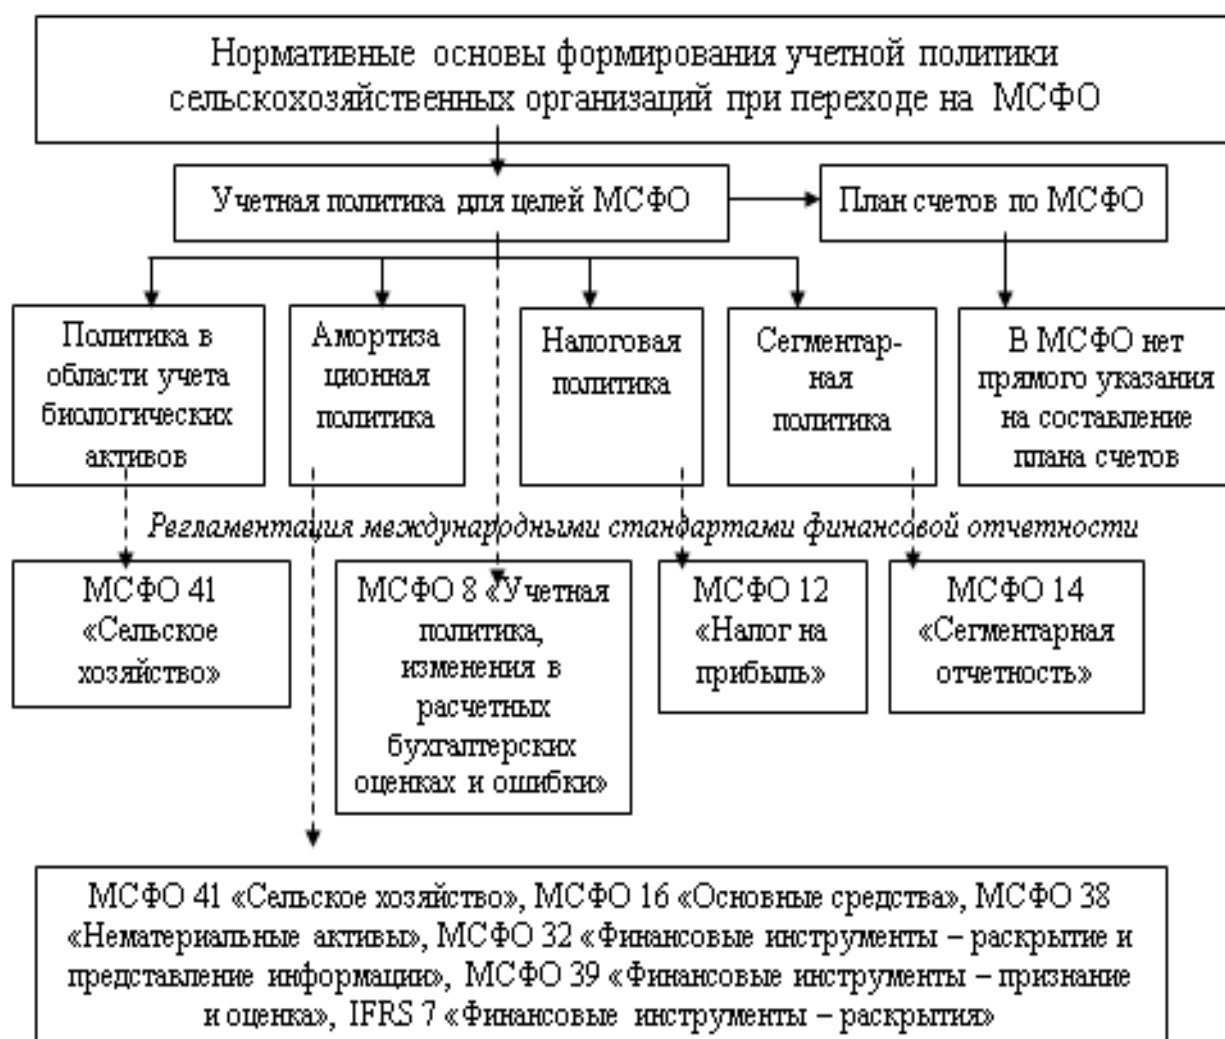 Нормативные основы формирования учетной политики
сельскохозяйственных организаций при переходе на МСФО
Учетная политика для целей МСФО
План счетов по МСФО
Политика в
области учета
биологических
активов
Амортиза
ционная
политика
Налоговая
политика
Сегментар-
ная
политика
В МСФО нет
прямого указания
на составление
плана счетов
Регламентация международными стандартами финансовой отчетности
МСФО 41
«Сельское
хозяйство»
МСФО 8 «Учетная
политика,
изменения в
расчетных
бухгалтерских
оценках и ошибки»
МСФО 12
«Налог на
прибыль»
МСФО 14
«Сегментарная
отчетность»
МСФО 41 «Сельское хозяйство», МСФО 16 «Основные средства», МСФО 38
«Нематериальные активы», МСФО 32 «Финансовые инструменты – раскрытие и
представление информации», МСФО 39 «Финансовые инструменты – признание
и оценка», IFRS 7 «Финансовые инструменты – раскрытия»